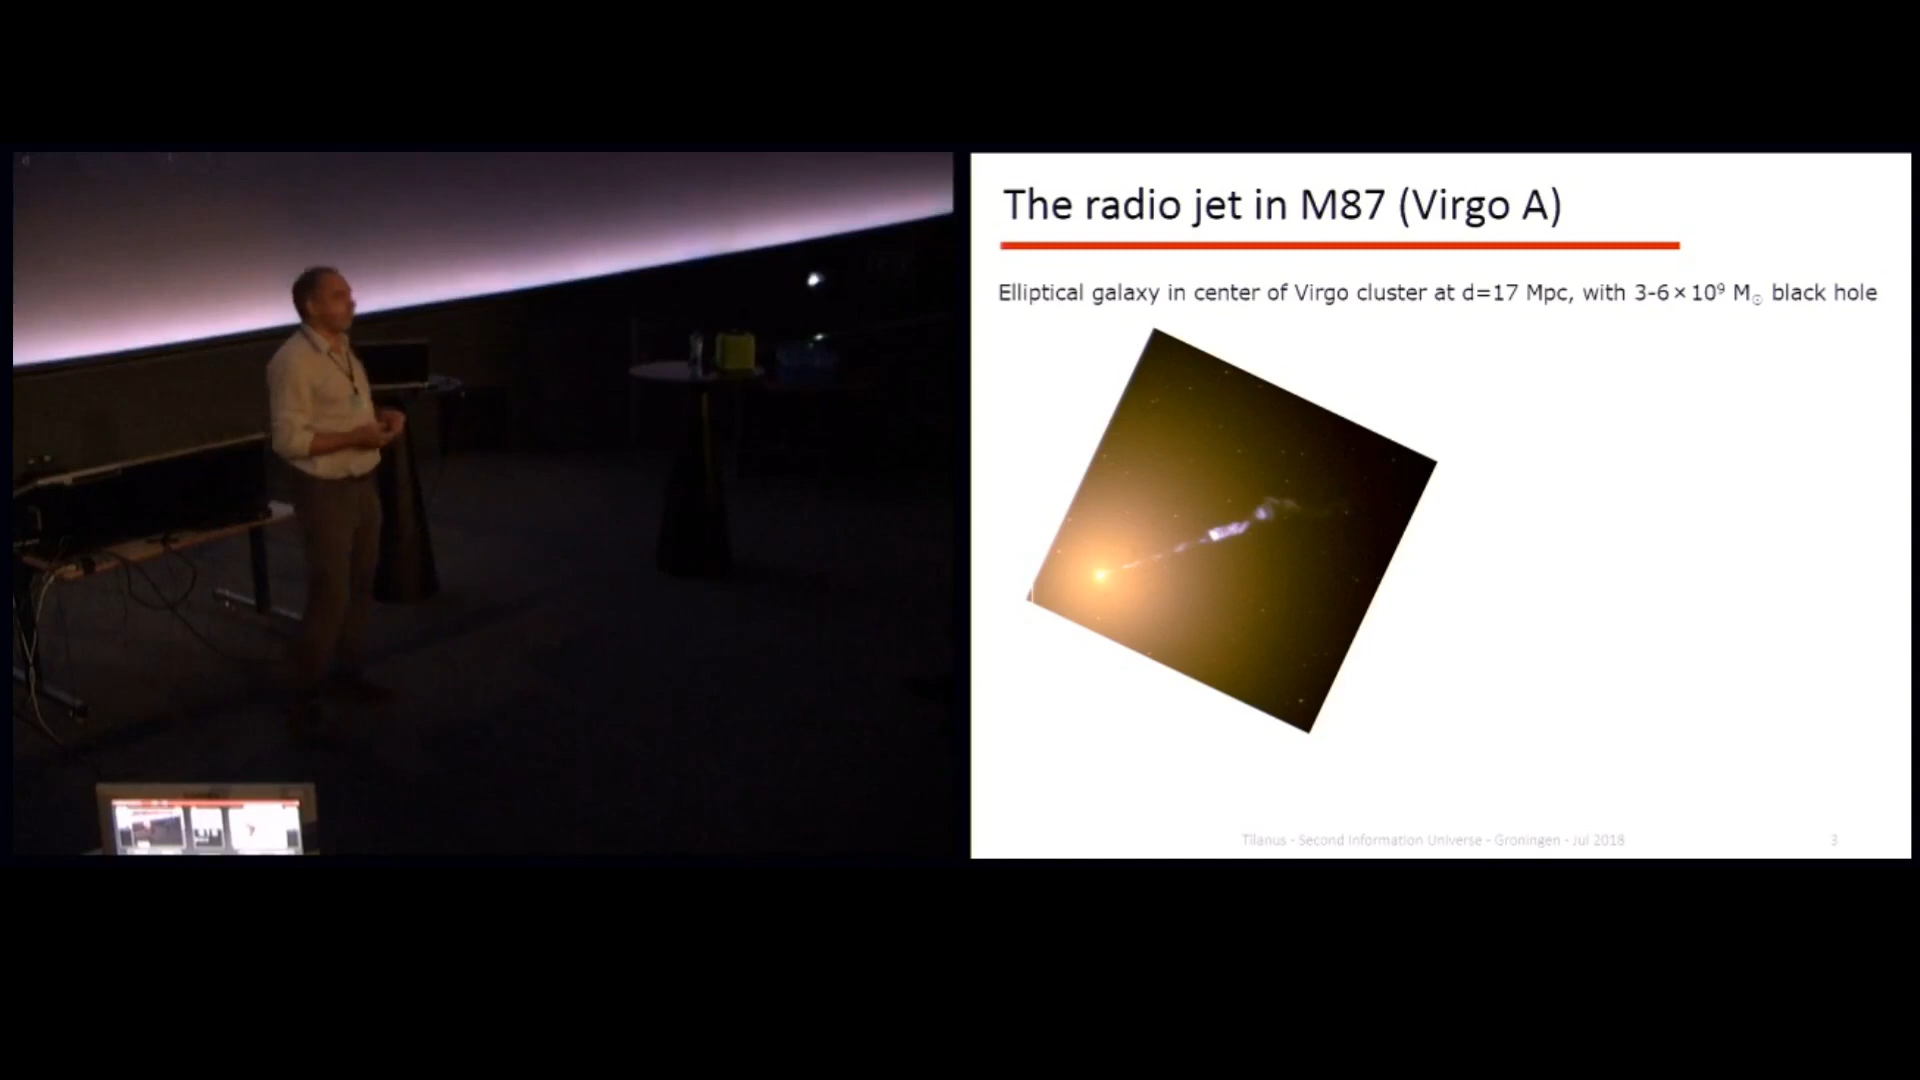 The radio jet in M87 (Virgo A)
Elliptical galaxy in center of Virgo cluster at d=17 Mpc, with 3-6×10⁹ M☉ black hole
Tilanus - Second Information Universe - Groningen - Jul 2018 3